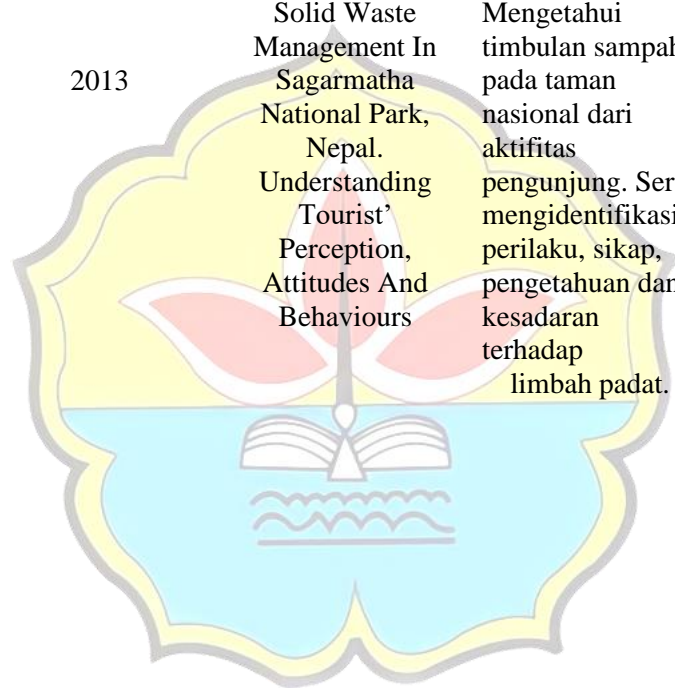 2013
Solid Waste
Management In
Sagarmatha
National Park,
Nepal.
Understanding
Tourist’
Perception,
Attitudes And
Behaviours
Mengetahui
timbulan sampah
pada taman
nasional dari
aktifitas
pengunjung. Ser
mengidentifikasi
perilaku, sikap,
pengetahuan dan
kesadaran
terhadap
limbah padat.